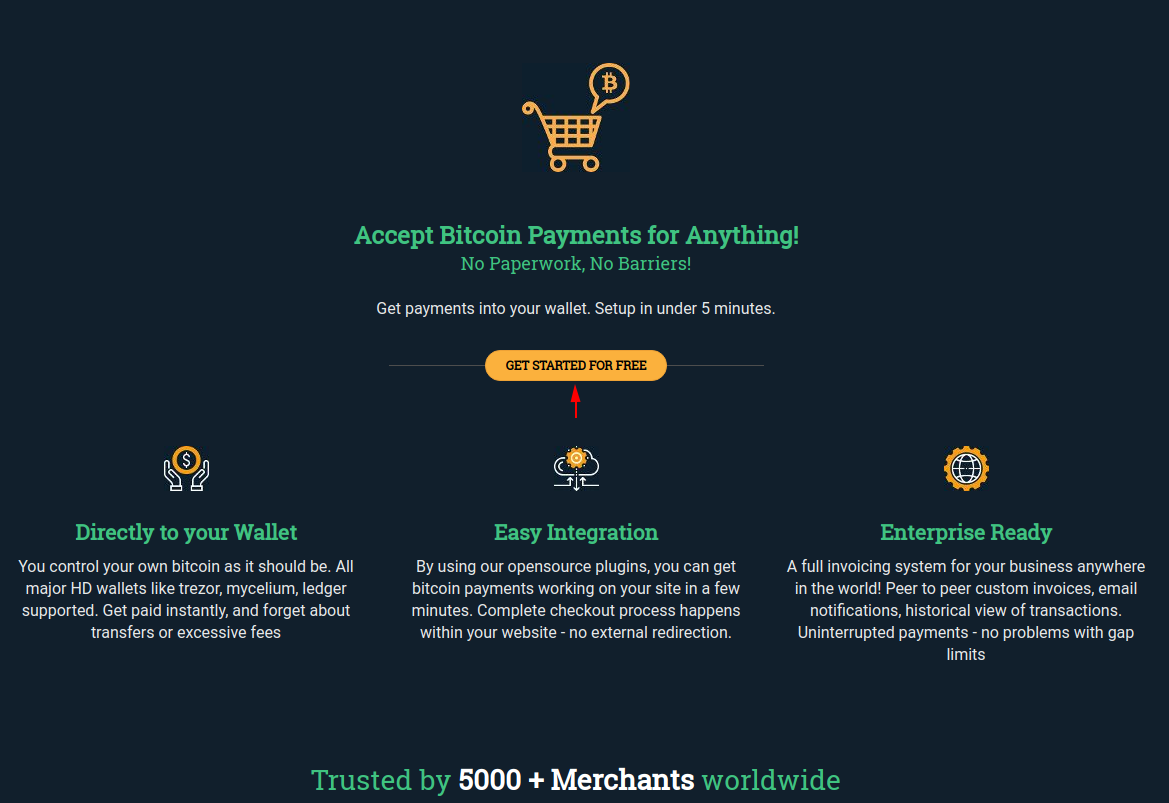 Accept Bitcoin Payments for Anything!
No Paperwork, No Barriers!
Get payments into your wallet. Setup in under 5 minutes.
GET STARTED FOR FREE
Directly to your Wallet
You control your own bitcoin as it should be. All
major HD wallets like trezor, mycelium, ledger
supported. Get paid instantly, and forget about
transfers or excessive fees
Easy Integration
By using our opensource plugins, you can get
bitcoin payments working on your site in a few
minutes. Complete checkout process happens
within your website - no external redirection.
Enterprise Ready
A full invoicing system for your business anywhere
in the world! Peer to peer custom invoices, email
notifications, historical view of transactions.
Uninterrupted payments - no problems with gap
limits
Trusted by 5000 + Merchants worldwide